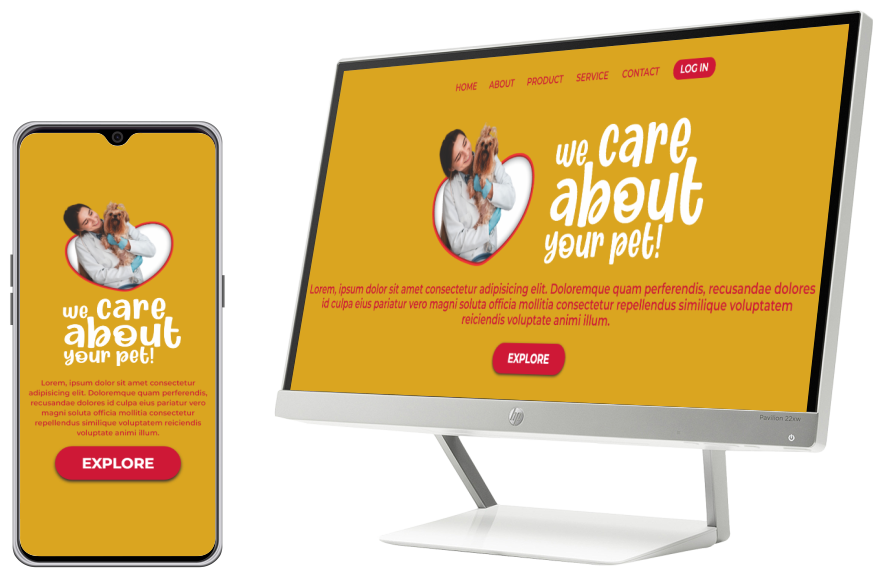 we care
about
your pet!
Lorem, ipsum dolor sit amet consectetur
adipisicing elit. Doloremque quam perferendis,
recusandae dolores id culpa eius pariatur vero
magni soluta officia mollitia consectetur
repellendus similique voluptatem reiciendis
voluptate animi illum.
EXPLORE
HOME ABOUT PRODUCT SERVICE CONTACT LOG IN
we care
about
your pet!
Lorem, ipsum dolor sit amet consectetur adipisicing elit. Doloremque quam perferendis, recusandae dolores
id culpa eius pariatur vero magni soluta officia mollitia consectetur repellendus similique voluptatem
reiciendis voluptate animi illum.
EXPLORE
hp
Pavilion 22xw